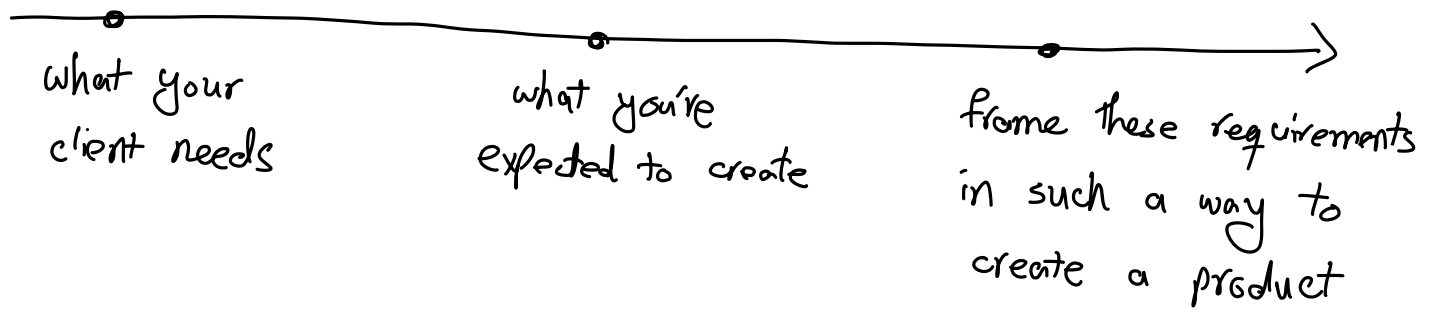 what your
client needs
what you're
expected to create
frame these requirements
in such a way to
create a product